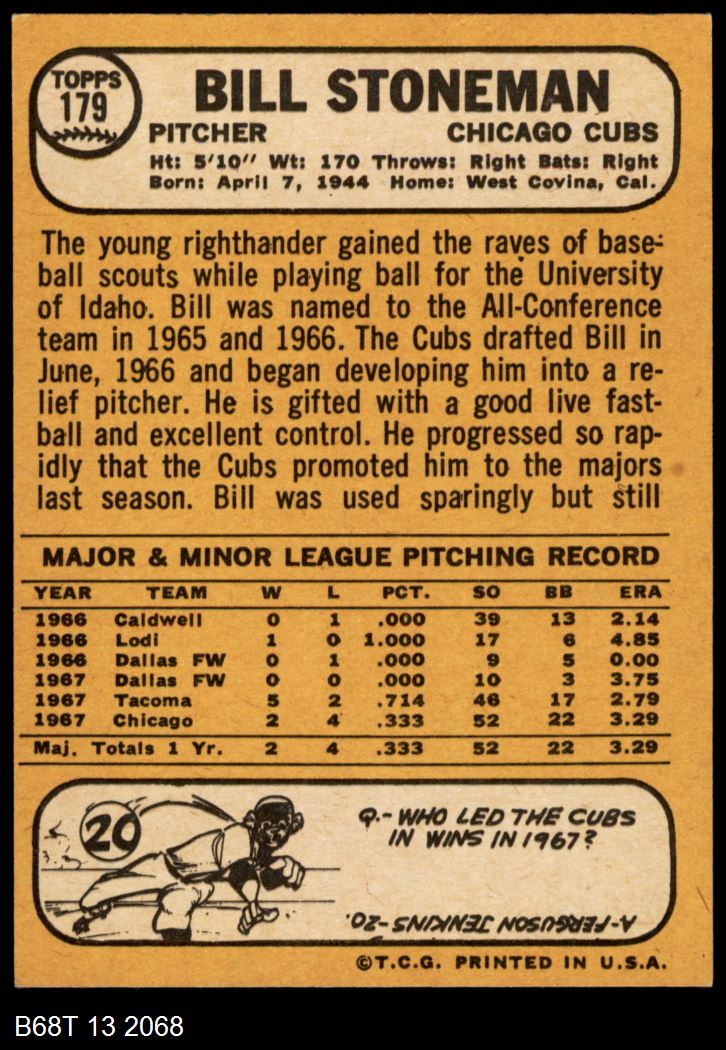 TOPPS
179
BILL STONEMAN
PITCHER CHICAGO CUBS
Ht: 5'10" Wt: 170 Throws: Right Bats: Right
Born: April 7, 1944 Home: West Covina, Cal.
The young righthander gained the raves of base-
ball scouts while playing ball for the University
of Idaho. Bill was named to the All-Conference
team in 1965 and 1966. The Cubs drafted Bill in
June, 1966 and began developing him into a re-
lief pitcher. He is gifted with a good live fast-
ball and excellent control. He progressed so rap-
idly that the Cubs promoted him to the majors
last season. Bill was used sparingly but still
MAJOR & MINOR LEAGUE PITCHING RECORD
YEAR TEAM W L PCT. SO BB ERA
1966 Caldwell 0 1 .000 39 13 2.14
1966 Lodi 1 0 1.000 17 6 4.85
1966 Dallas FW 0 1 .000 9 5 0.00
1967 Dallas FW 0 0 .000 10 3 3.75
1967 Tacoma 5 2 .714 46 17 2.79
1967 Chicago 2 4 .333 52 22 3.29
Maj. Totals 1 Yr. 2 4 .333 52 22 3.29
20
Q.-WHO LED THE CUBS
IN WINS IN 1967?
A-FERGUSON JENKINS-20.
©T.C.G. PRINTED IN U.S.A.
B68T 13 2068